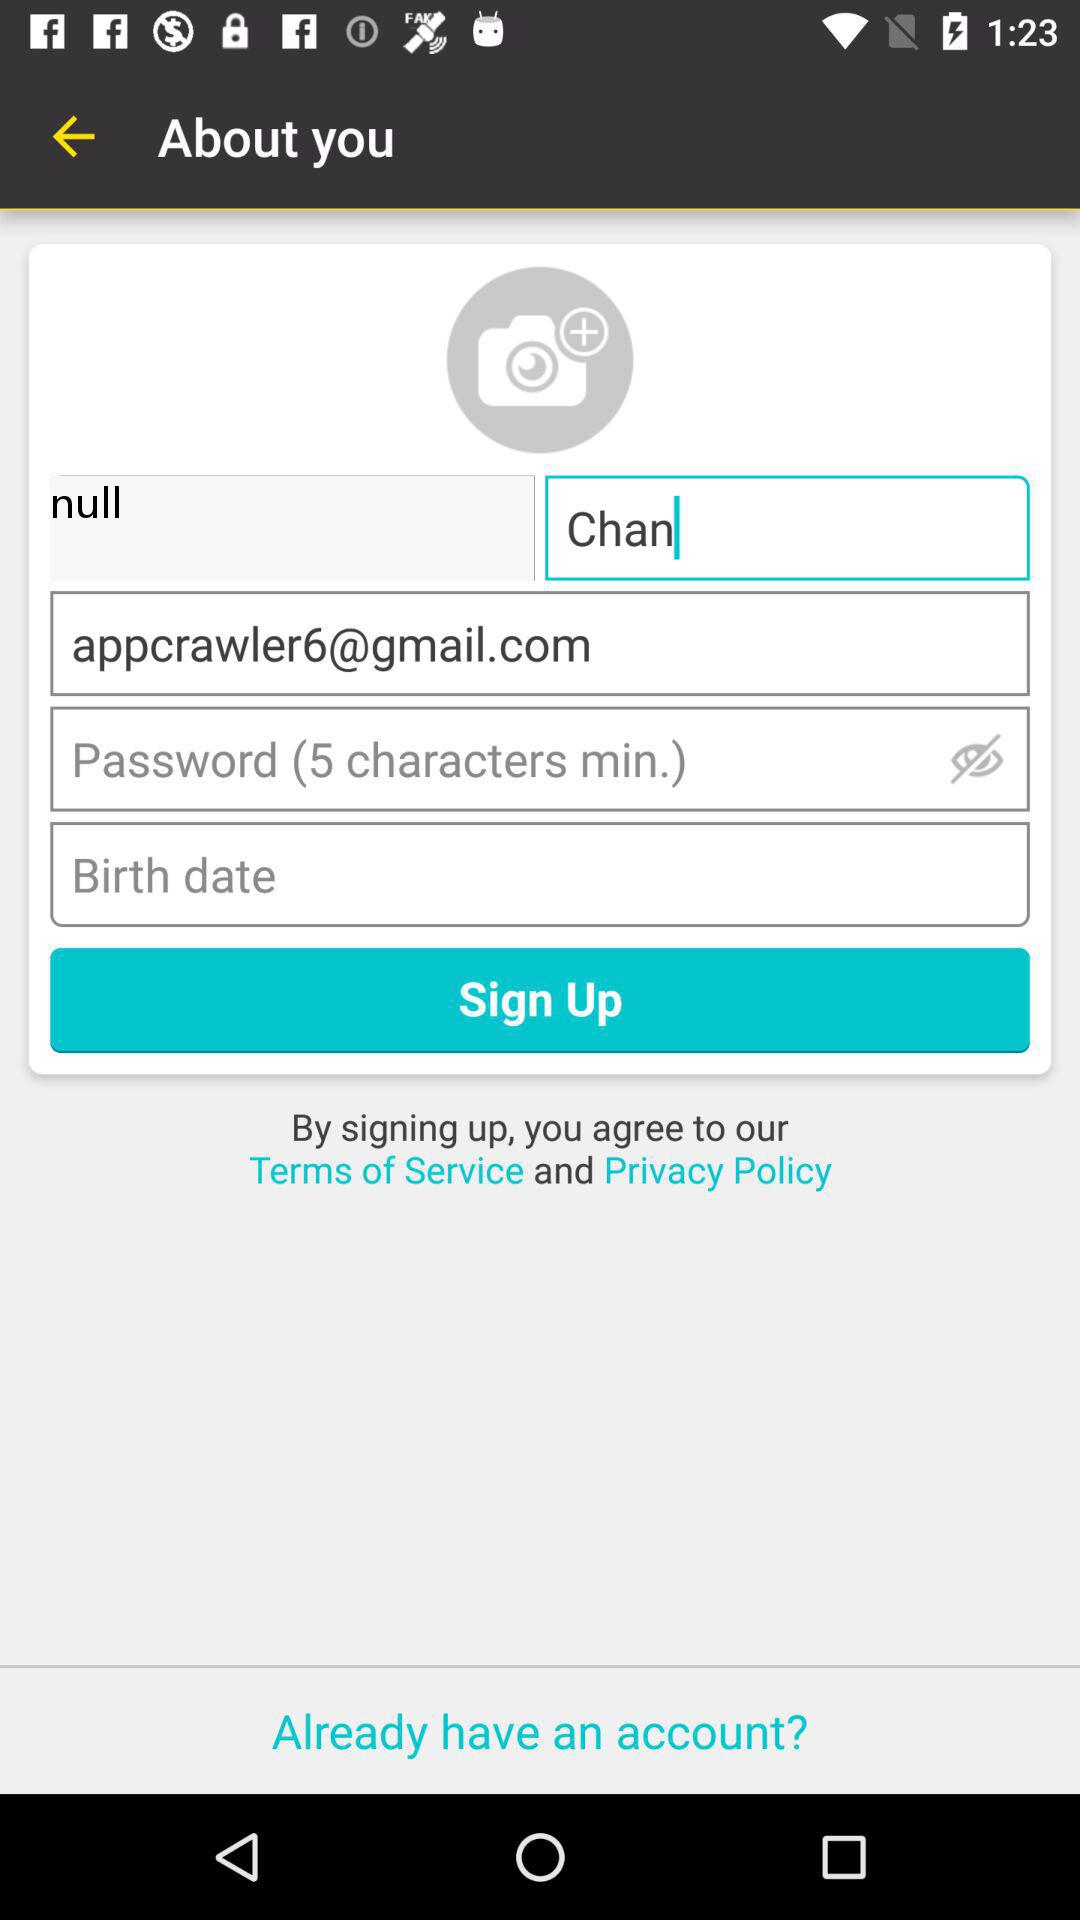 FAKE
1:23
About you
null
Chan
appcrawler6@gmail.com
Password (5 characters min.)
Birth date
Sign Up
By signing up, you agree to our
Terms of Service and Privacy Policy
Already have an account?